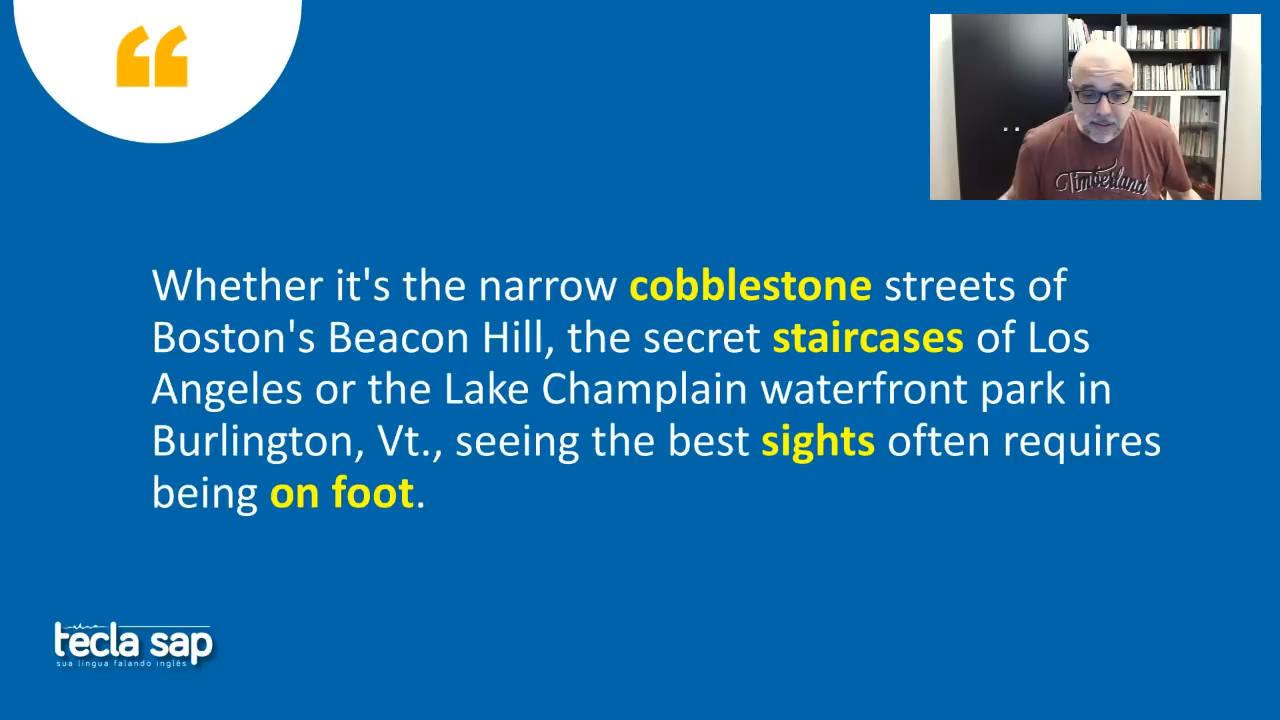 “
Timberland
Whether it's the narrow cobblestone streets of
Boston's Beacon Hill, the secret staircases of Los
Angeles or the Lake Champlain waterfront park in
Burlington, Vt., seeing the best sights often requires
being on foot.
tecla sap
sua língua falando inglês